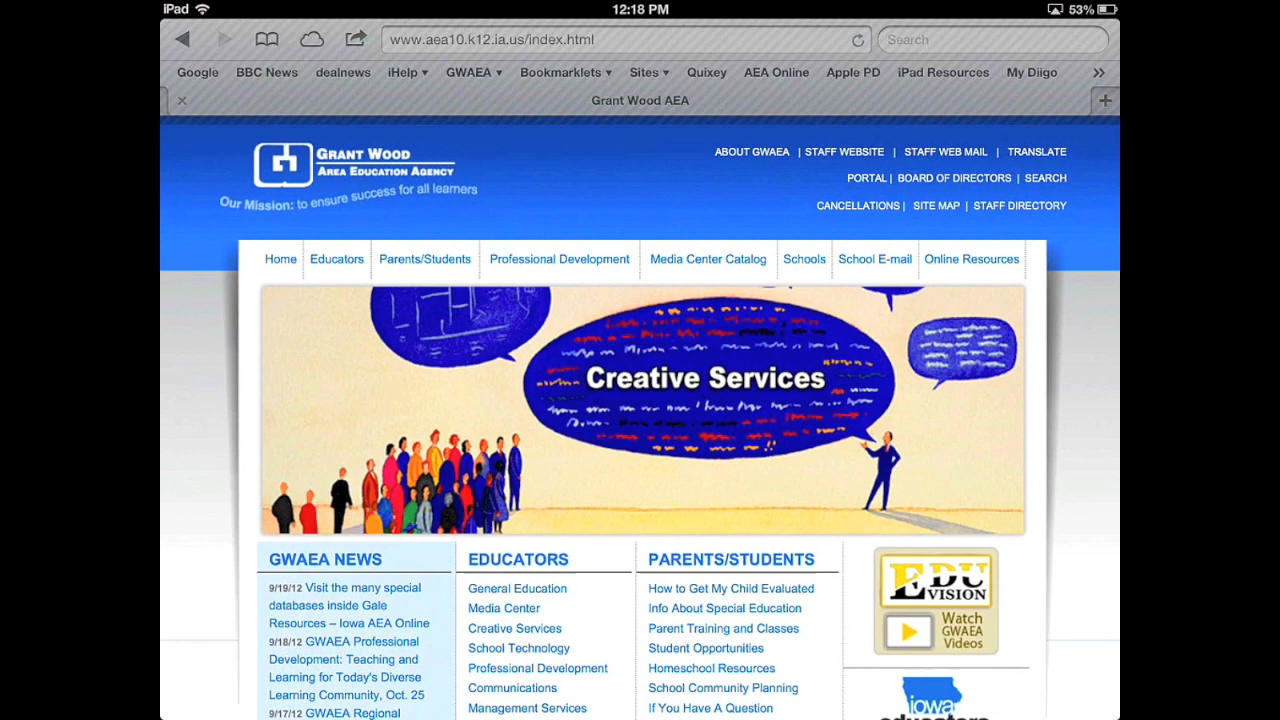 iPad 12:18 PM 53%
www.aea10.k12.ia.us/index.html Search
Google BBC News dealnews iHelp ▾ GWAEA ▾ Bookmarklets ▾ Sites ▾ Quixey AEA Online Apple PD iPad Resources My Diigo »
× Grant Wood AEA +
GRANT WOOD
AREA EDUCATION AGENCY
Our Mission: to ensure success for all learners
ABOUT GWAEA | STAFF WEBSITE | STAFF WEB MAIL | TRANSLATE
PORTAL | BOARD OF DIRECTORS | SEARCH
CANCELLATIONS | SITE MAP | STAFF DIRECTORY
Home Educators Parents/Students Professional Development Media Center Catalog Schools School E-mail Online Resources
Creative Services
GWAEA NEWS
9/19/12 Visit the many special
databases inside Gale
Resources – Iowa AEA Online
9/18/12 GWAEA Professional
Development: Teaching and
Learning for Today's Diverse
Learning Community, Oct. 25
9/17/12 GWAEA Regional
EDUCATORS
General Education
Media Center
Creative Services
School Technology
Professional Development
Communications
Management Services
PARENTS/STUDENTS
How to Get My Child Evaluated
Info About Special Education
Parent Training and Classes
Student Opportunities
Homeschool Resources
School Community Planning
If You Have A Question
EDU
VISION
Watch
GWAEA
Videos
iowa
educators